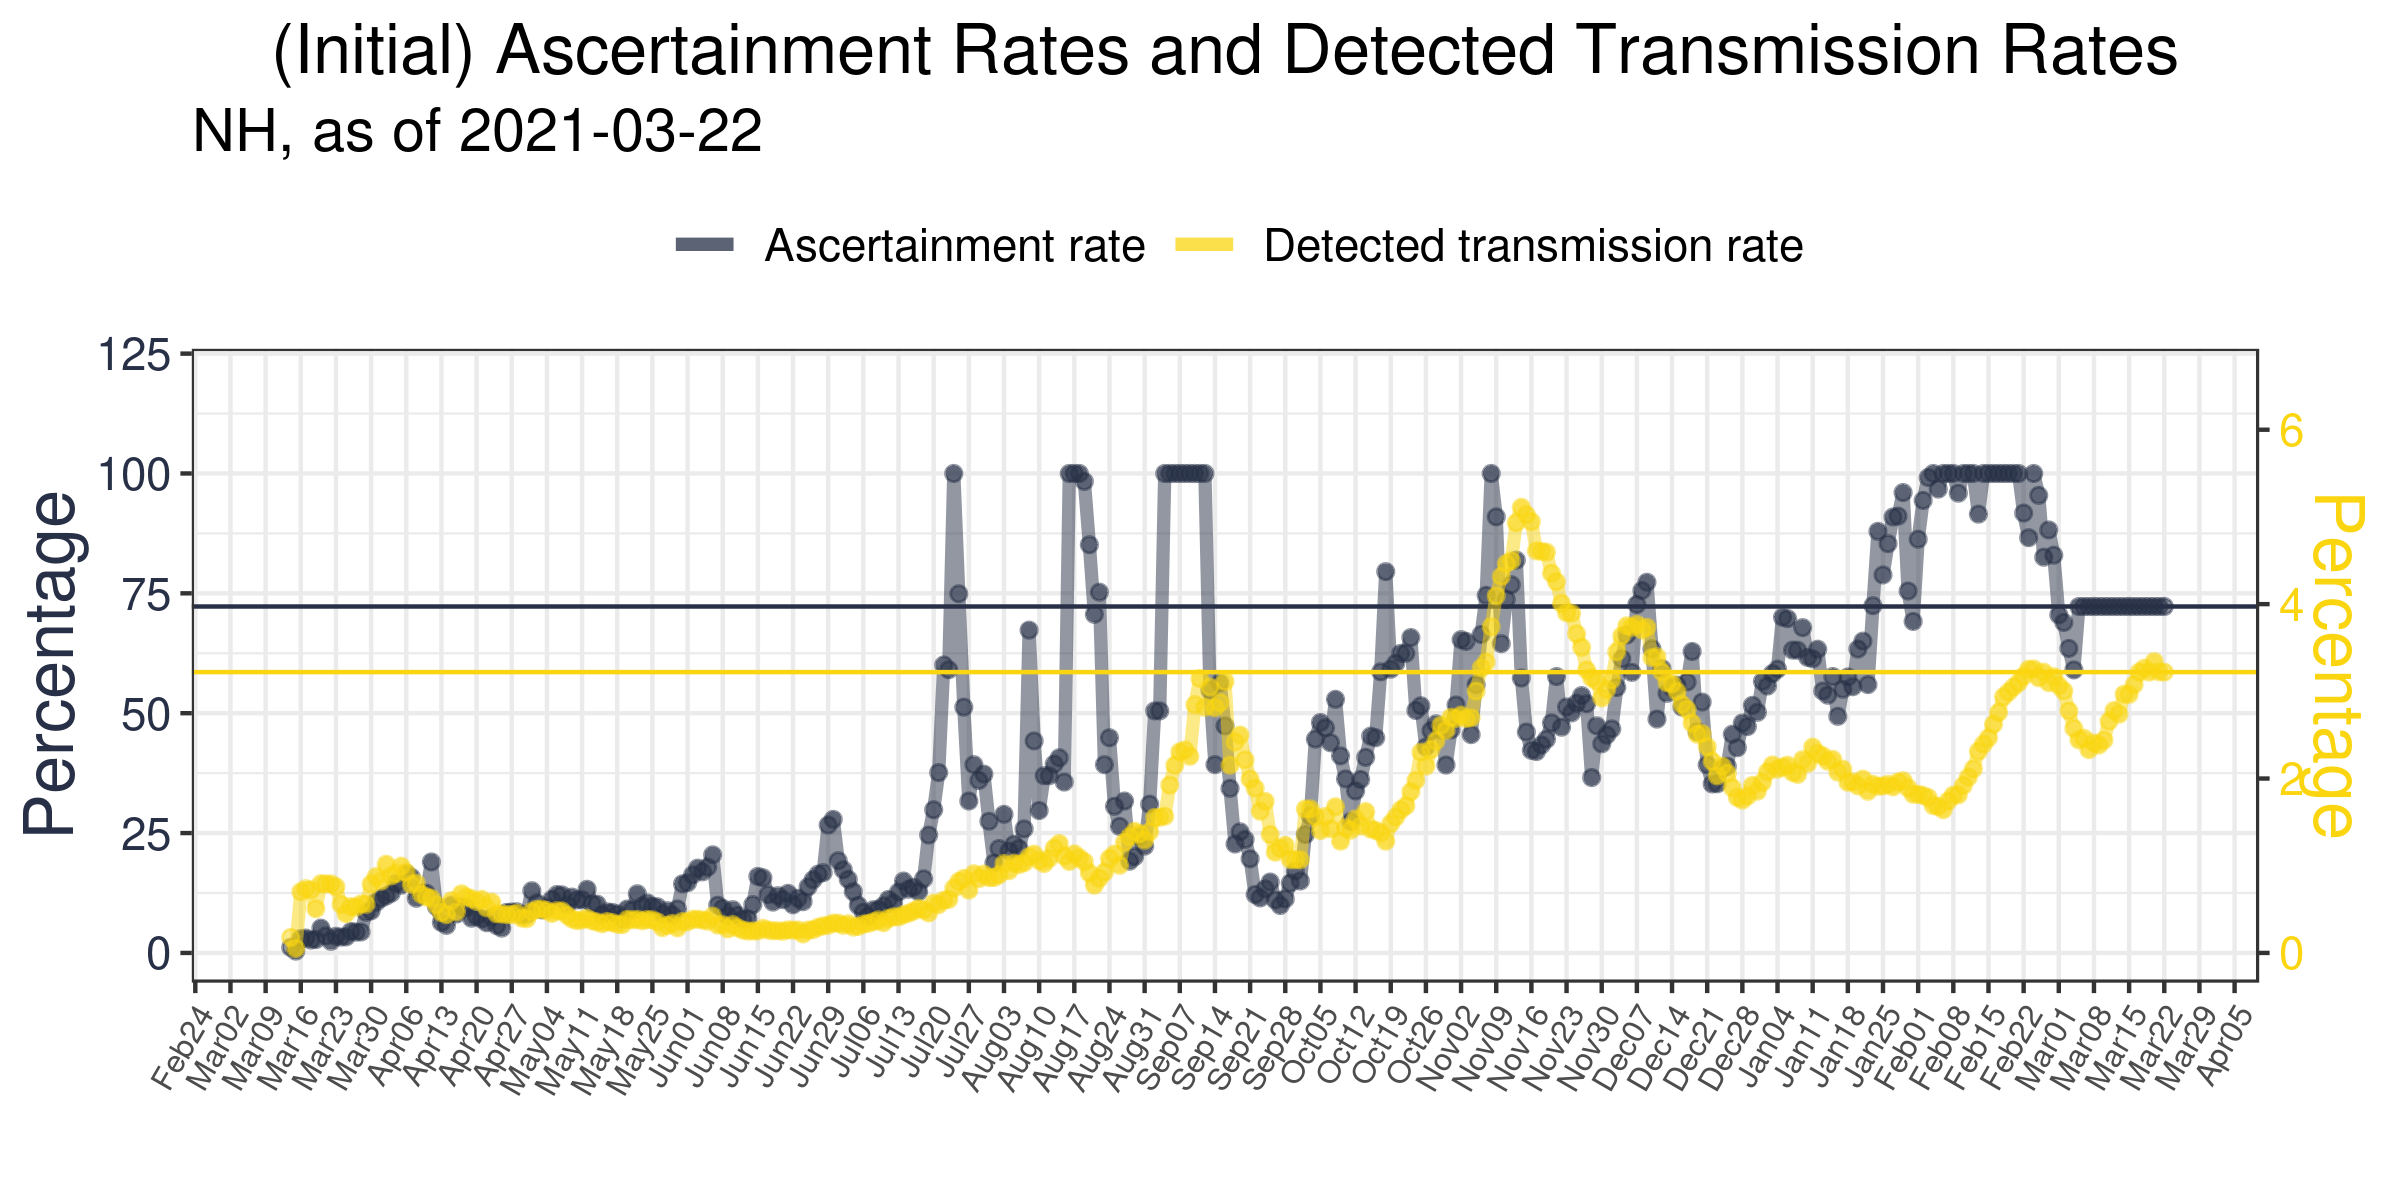 (Initial) Ascertainment Rates and Detected Transmission Rates
NH, as of 2021-03-22
Ascertainment rate Detected transmission rate
125
100
75
50
25
0
Percentage
6
4
2
0
Percentage
Feb24 Mar02 Mar09 Mar16 Mar23 Mar30 Apr06 Apr13 Apr20 Apr27 May04 May11 May18 May25 Jun01 Jun08 Jun15 Jun22 Jun29 Jul06 Jul13 Jul20 Jul27 Aug03 Aug10 Aug17 Aug24 Aug31 Sep07 Sep14 Sep21 Sep28 Oct05 Oct12 Oct19 Oct26 Nov02 Nov09 Nov16 Nov23 Nov30 Dec07 Dec14 Dec21 Dec28 Jan04 Jan11 Jan18 Jan25 Feb01 Feb08 Feb15 Feb22 Mar01 Mar08 Mar15 Mar22 Mar29 Apr05